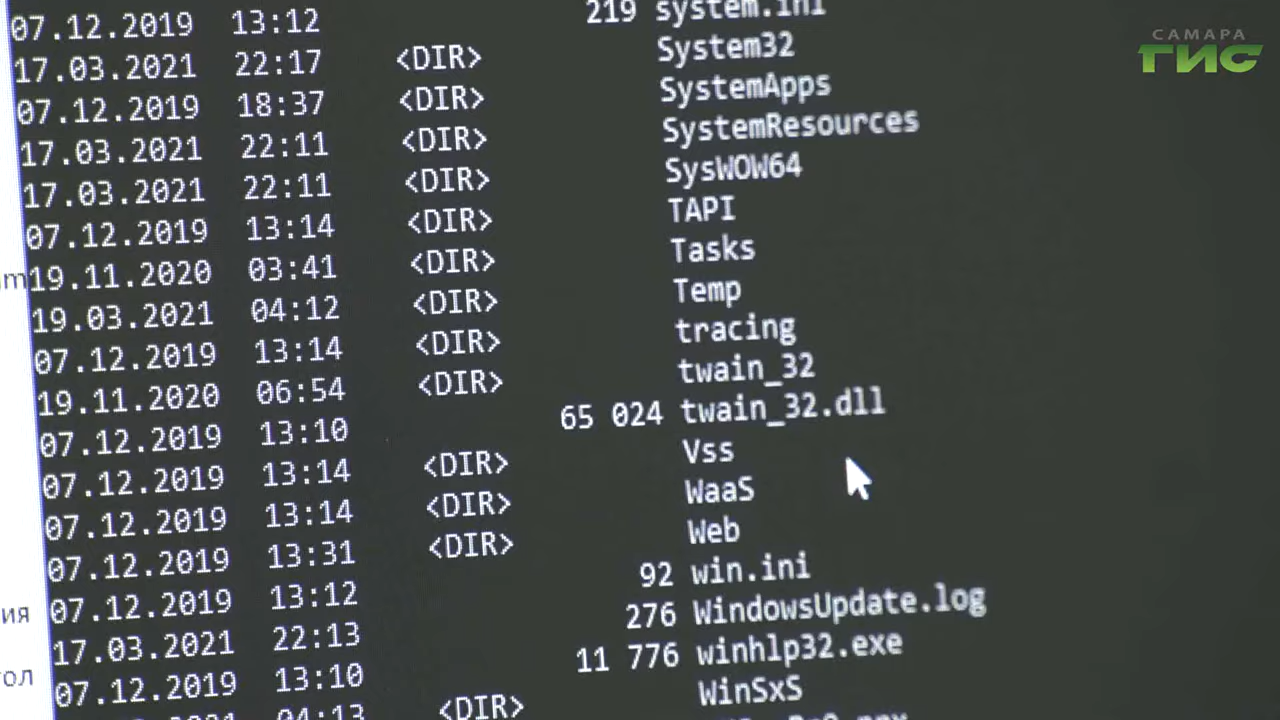 САМАРА
ГИС
07.12.2019 13:12 219 system.ini
17.03.2021 22:17 <DIR> System32
07.12.2019 18:37 <DIR> SystemApps
17.03.2021 22:11 <DIR> SystemResources
17.03.2021 22:11 <DIR> SysWOW64
07.12.2019 13:14 <DIR> TAPI
19.11.2020 03:41 <DIR> Tasks
19.03.2021 04:12 <DIR> Temp
07.12.2019 13:14 <DIR> tracing
19.11.2020 06:54 <DIR> twain_32
07.12.2019 13:10 65 024 twain_32.dll
07.12.2019 13:14 <DIR> Vss
07.12.2019 13:14 <DIR> WaaS
07.12.2019 13:31 <DIR> Web
07.12.2019 13:12 92 win.ini
17.03.2021 22:13 276 WindowsUpdate.log
07.12.2019 13:10 11 776 winhlp32.exe
04:13 <DIR> WinSxS